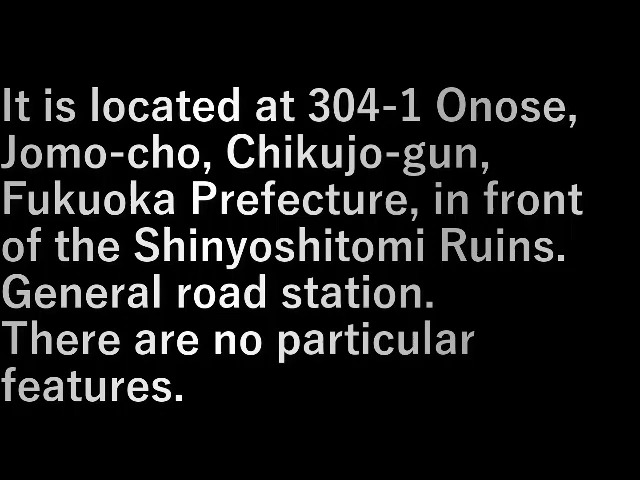 It is located at 304-1 Onose,
Jomo-cho, Chikujo-gun,
Fukuoka Prefecture, in front
of the Shinyoshitomi Ruins.
General road station.
There are no particular
features.